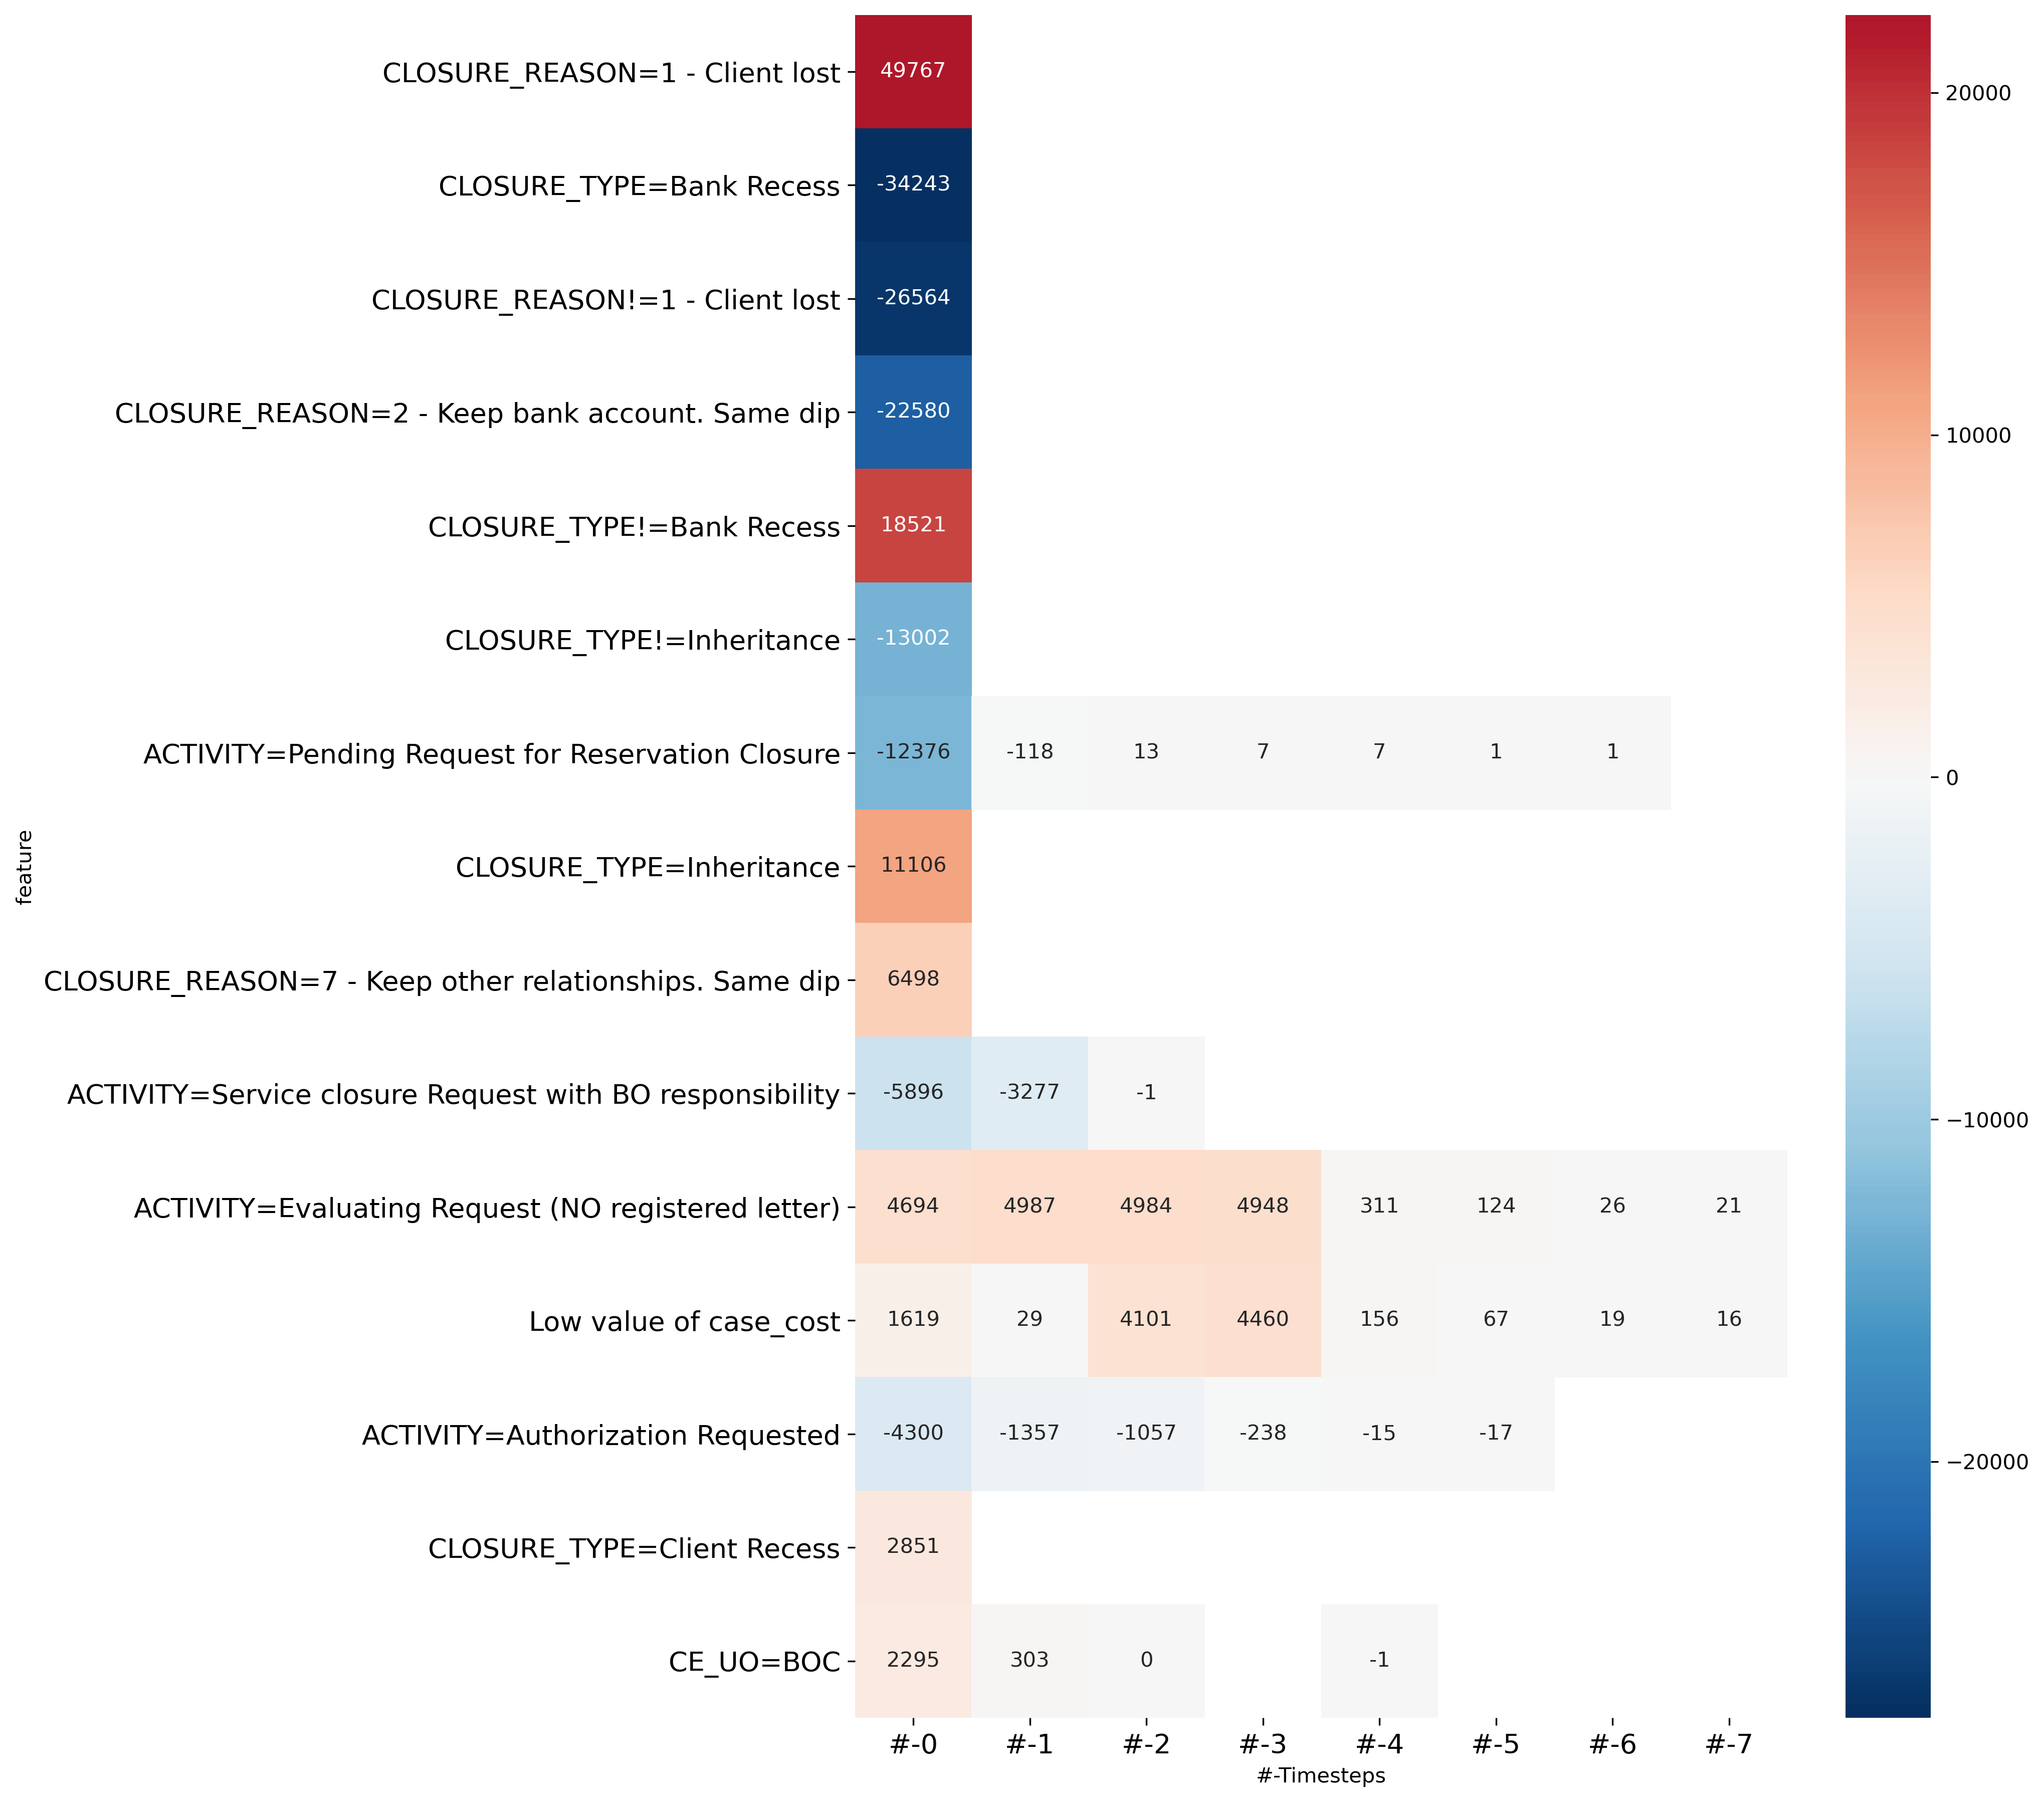 CLOSURE_REASON=1 - Client lost 49767
CLOSURE_TYPE=Bank Recess -34243
CLOSURE_REASON!=1 - Client lost -26564
CLOSURE_REASON=2 - Keep bank account. Same dip -22580
CLOSURE_TYPE!=Bank Recess 18521
CLOSURE_TYPE!=Inheritance -13002
ACTIVITY=Pending Request for Reservation Closure -12376 -118 13 7 7 1 1
CLOSURE_TYPE=Inheritance 11106
CLOSURE_REASON=7 - Keep other relationships. Same dip 6498
ACTIVITY=Service closure Request with BO responsibility -5896 -3277 -1
ACTIVITY=Evaluating Request (NO registered letter) 4694 4987 4984 4948 311 124 26 21
Low value of case_cost 1619 29 4101 4460 156 67 19 16
ACTIVITY=Authorization Requested -4300 -1357 -1057 -238 -15 -17
CLOSURE_TYPE=Client Recess 2851
CE_UO=BOC 2295 303 0 -1
#-0 #-1 #-2 #-3 #-4 #-5 #-6 #-7
#-Timesteps
feature
20000
10000
0
−10000
−20000